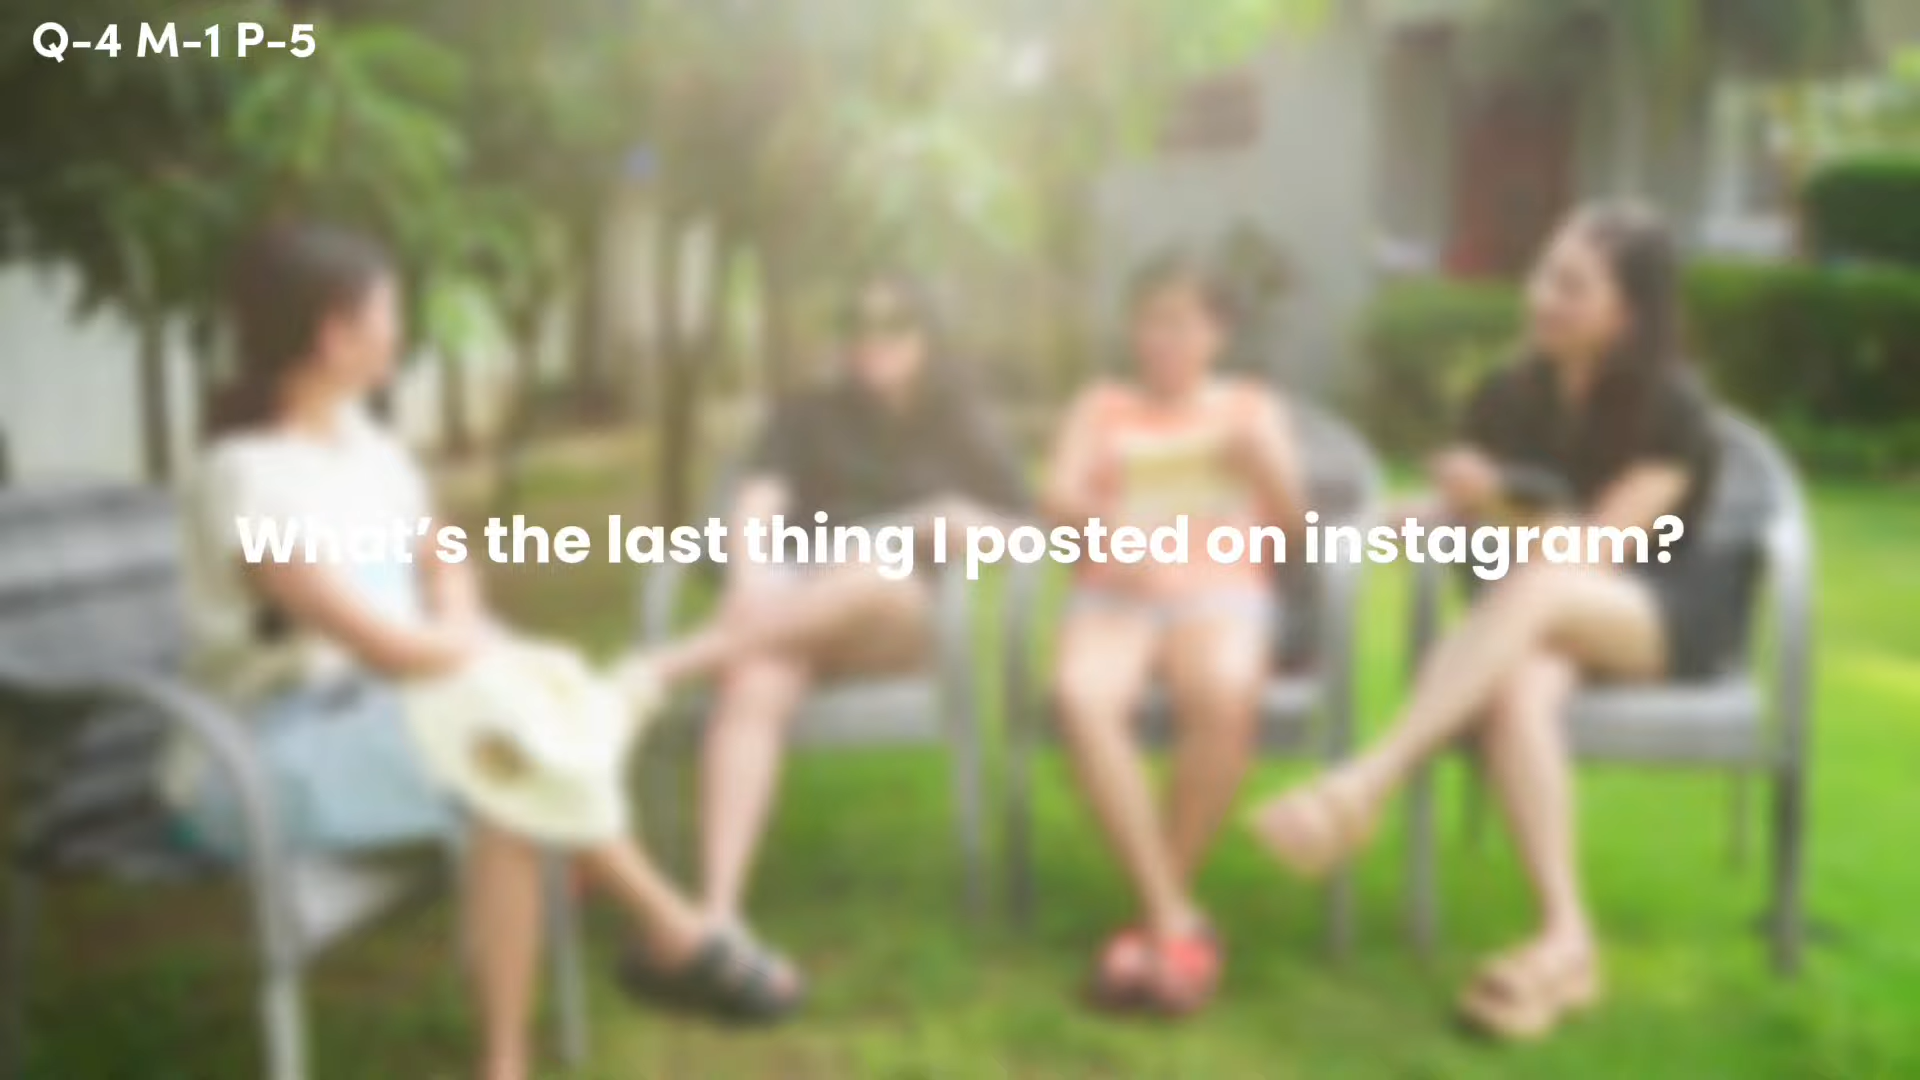 Q-4 M-1 P-5
What’s the last thing I posted on instagram?